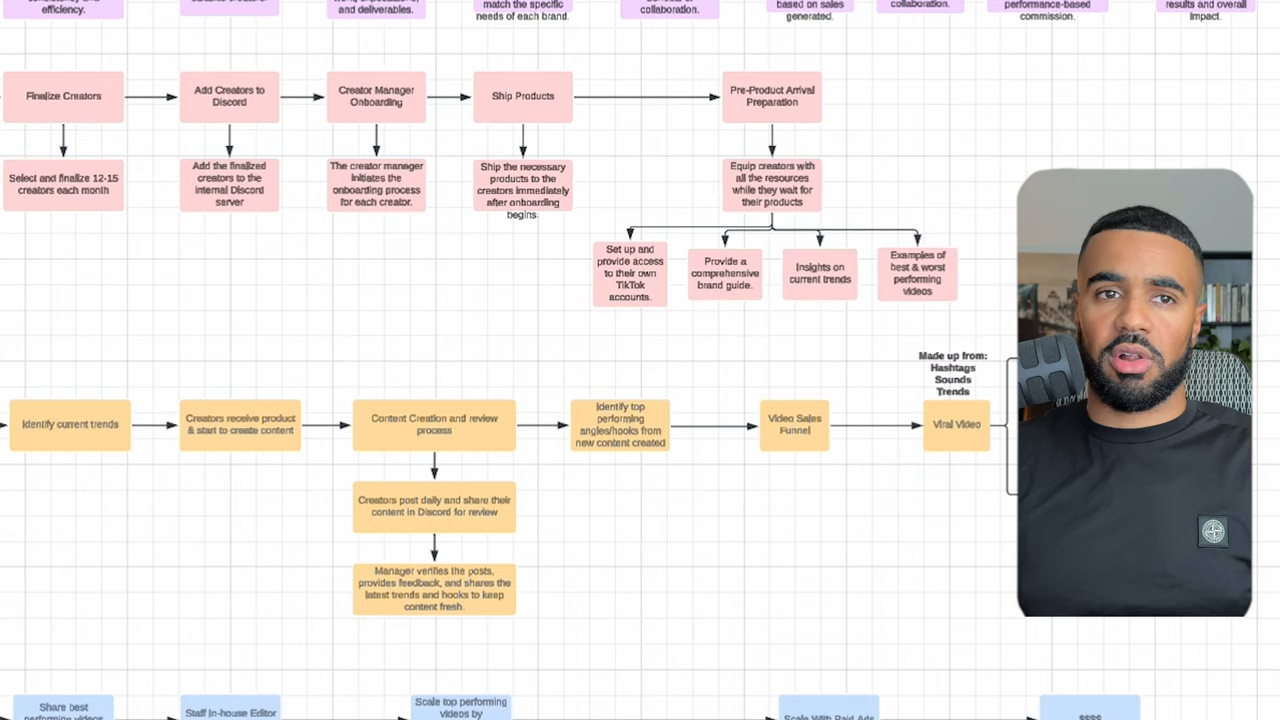 consistency and
efficiency.
and deliverables.
match the specific
needs of each brand.
collaboration.
based on sales
generated.
collaboration.
performance-based
commission.
results and overall
impact.
Finalize Creators
Add Creators to
Discord
Creator Manager
Onboarding
Ship Products
Pre-Product Arrival
Preparation
Select and finalize 12-15
creators each month
Add the finalized
creators to the
internal Discord
server
The creator manager
initiates the
onboarding process
for each creator.
Ship the necessary
products to the
creators immediately
after onboarding
begins.
Equip creators with
all the resources
while they wait for
their products
Set up and
provide access
to their own
TikTok
accounts.
Provide a
comprehensive
brand guide.
Insights on
current trends
Examples of
best & worst
performing
videos
Made up from:
Hashtags
Sounds
Trends
Identify current trends
Creators receive product
& start to create content
Content Creation and review
process
Identify top
performing
angles/hooks from
new content created
Video Sales
Funnel
Viral Video
Creators post daily and share their
content in Discord for review
Manager verifies the posts,
provides feedback, and shares the
latest trends and hooks to keep
content fresh.
Share best
performing videos
Staff In-house Editor
Scale top performing
videos by
Scale With Paid Ads
$$$$